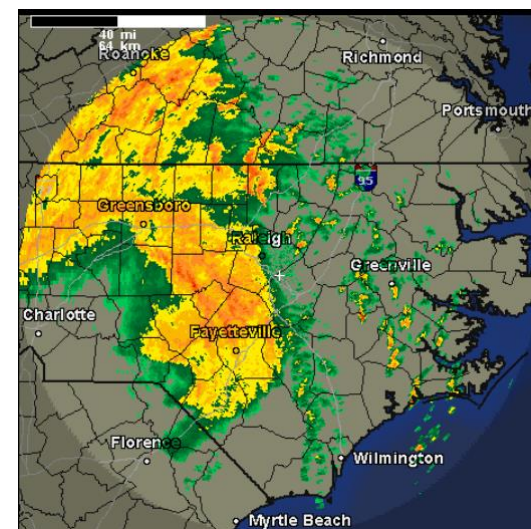 40 mi
64 km
Roanoke
Richmond
Portsmouth
95
Greensboro
Raleigh
Greenville
Charlotte
Fayetteville
Florence
Wilmington
Myrtle Beach